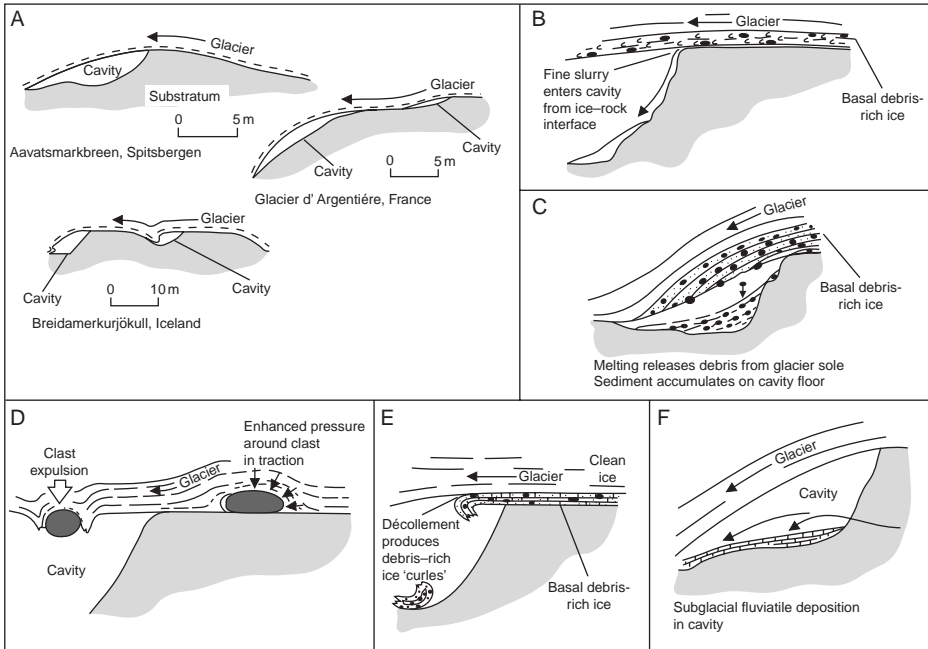 A
Glacier
Cavity
Substratum
0 5 m
Aavatsmarkbreen, Spitsbergen
Glacier
Cavity
Cavity
0 5 m
Glacier d' Argentiére, France
Glacier
Cavity
Cavity
0 10 m
Breidamerkurjökull, Iceland
B
Glacier
Fine slurry
enters cavity
from ice–rock
interface
Basal debris-
rich ice
C
Glacier
Basal debris-
rich ice
Melting releases debris from glacier sole
Sediment accumulates on cavity floor
D
Clast
expulsion
Glacier
Enhanced pressure
around clast
in traction
Cavity
E
Glacier
Clean
ice
Décollement
produces
debris–rich
ice 'curles'
Basal debris-
rich ice
F
Glacier
Cavity
Subglacial fluviatile deposition
in cavity